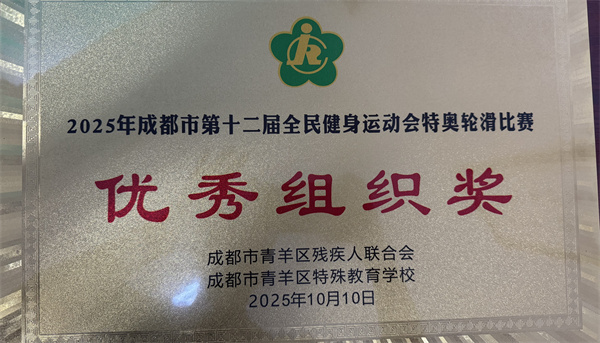 2025年成都市第十二届全民健身运动会特奥轮滑比赛
优秀组织奖
成都市青羊区残疾人联合会
成都市青羊区特殊教育学校
2025年10月10日